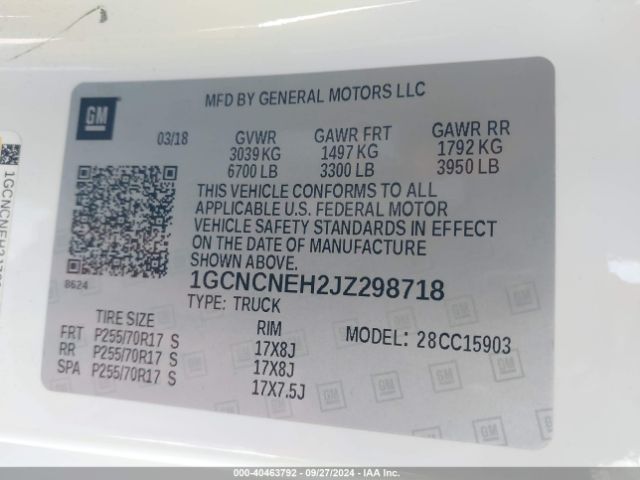 GM
MFD BY GENERAL MOTORS LLC
03/18 GVWR GAWR FRT GAWR RR
3039 KG 1497 KG 1792 KG
6700 LB 3300 LB 3950 LB
THIS VEHICLE CONFORMS TO ALL
APPLICABLE U.S. FEDERAL MOTOR
VEHICLE SAFETY STANDARDS IN EFFECT
ON THE DATE OF MANUFACTURE
SHOWN ABOVE.
8624
1GCNCNEH2JZ298718
TYPE: TRUCK
TIRE SIZE RIM MODEL: 28CC15903
FRT P255/70R17 S 17X8J
RR P255/70R17 S 17X8J
SPA P255/70R17 S 17X7.5J
000-40463792 - 09/27/2024 - IAA Inc.